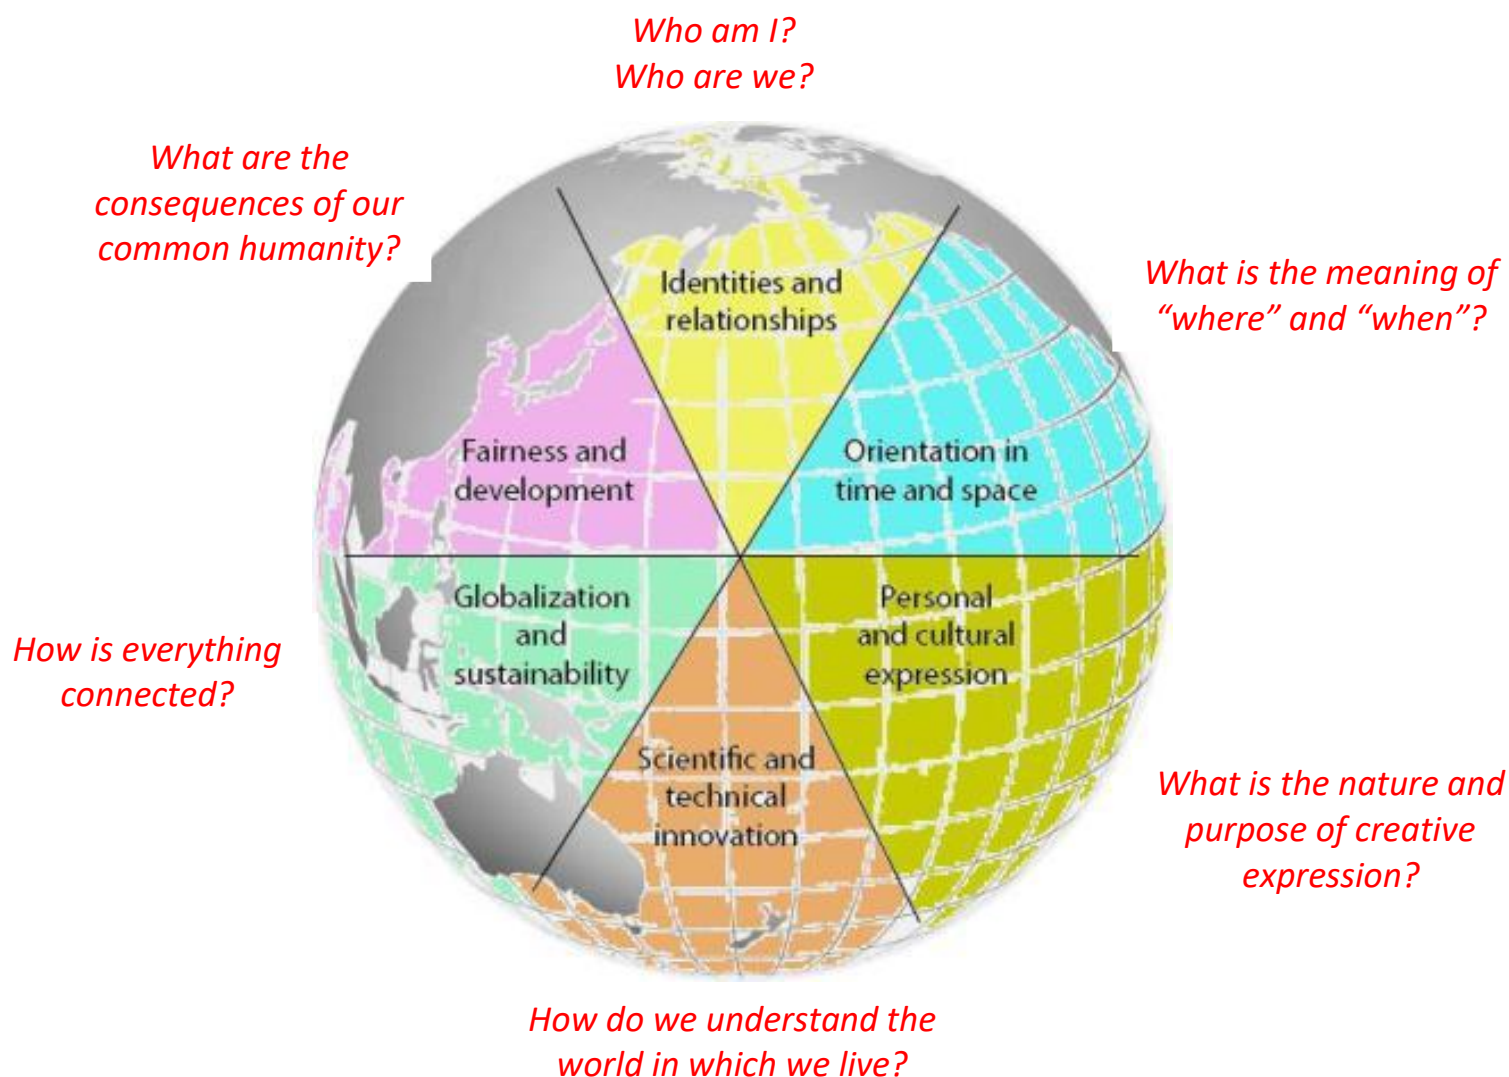 Who am I?
Who are we?
What are the
consequences of our
common humanity?
What is the meaning of
“where” and “when”?
Identities and
relationships
Fairness and
development
Orientation in
time and space
Globalization
and
sustainability
Personal
and cultural
expression
How is everything
connected?
Scientific and
technical
innovation
What is the nature and
purpose of creative
expression?
How do we understand the
world in which we live?